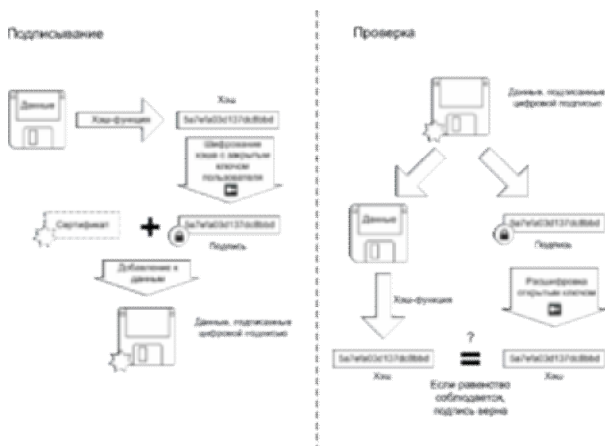 Подписывание
Данные
Хэш-функция
Хэш
5a7efa03d137dc8bbd
Шифрование
хэша с закрытым
ключом
пользователя
Сертификат
5a7efa03d137dc8bbd
Подпись
Добавление к
данным
Данные, подписанные
цифровой подписью
Проверка
Данные, подписанные
цифровой подписью
Данные
5a7efa03d137dc8bbd
Подпись
Хэш-функция
Расшифровка
открытым ключом
?
5a7efa03d137dc8bbd
=
5a7efa03d137dc8bbd
Хэш
Хэш
Если равенство
соблюдается,
подпись верна